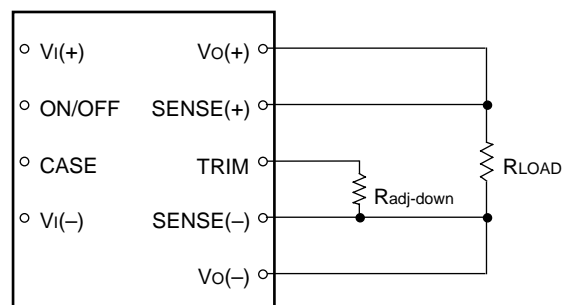 VI(+) VO(+)
ON/OFF SENSE(+)
CASE TRIM
RLOAD
Radj-down
VI(–) SENSE(–)
VO(–)